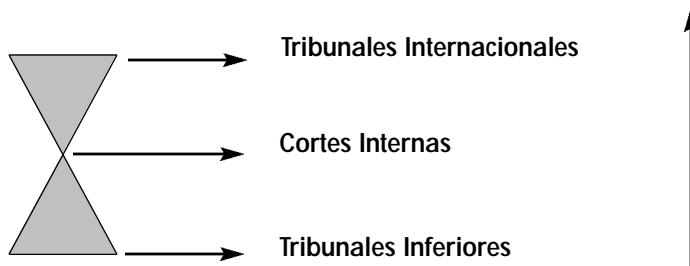 Tribunales Internacionales
Cortes Internas
Tribunales Inferiores